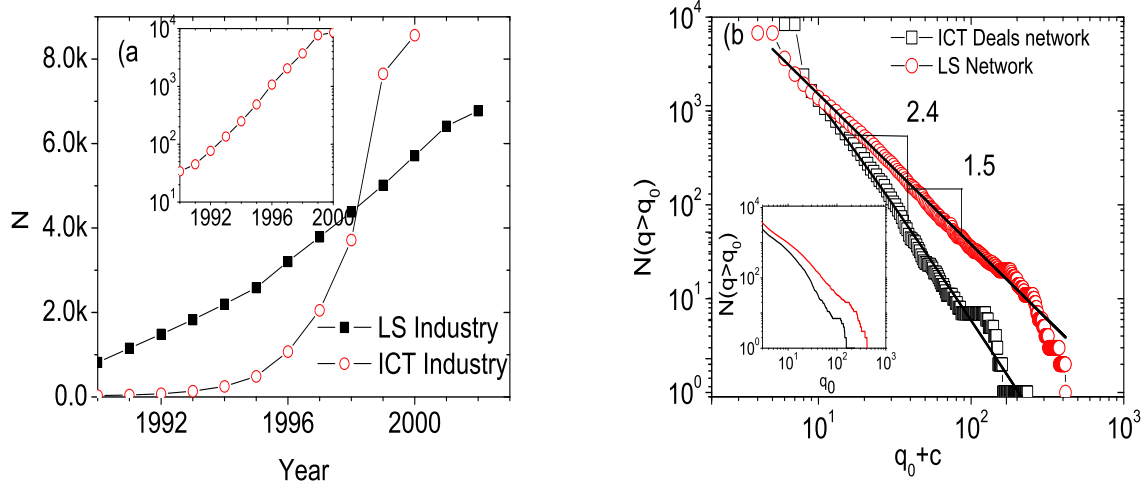 (a
8.0k
6.0k
4.0k
2.0k
0.0
N
1992
1996
2000
Year
LS Industry
ICT Industry
10^4
10^3
10^2
10^1
1992
1994
1996
1998
2000
(b
ICT Deals network
LS Network
2.4
1.5
N(q>q_0)
10^4
10^3
10^2
10^1
10^0
10^1
10^2
10^3
q_0+c
N(q>q_0)
10^4
10^2
10^0
10^1
10^2
10^3
q_0